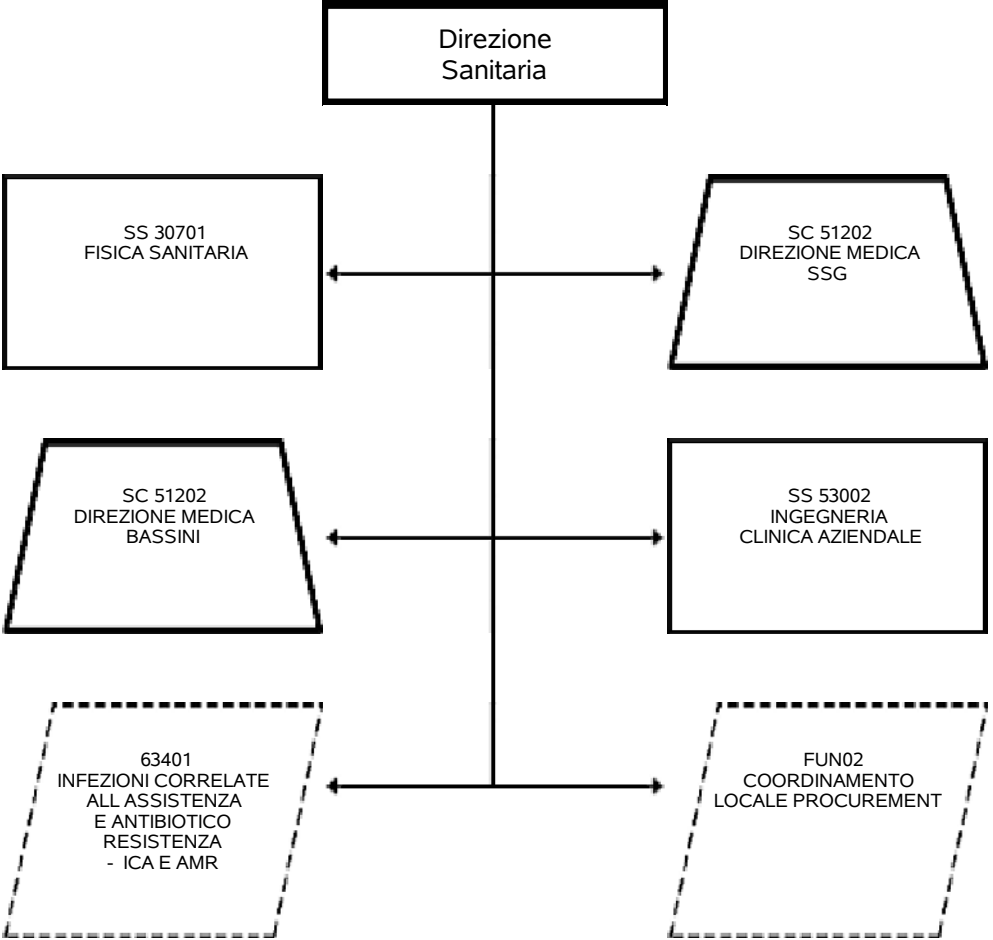 Direzione
Sanitaria
SS 30701
FISICA SANITARIA
SC 51202
DIREZIONE MEDICA
SSG
SC 51202
DIREZIONE MEDICA
BASSINI
SS 53002
INGEGNERIA
CLINICA AZIENDALE
63401
INFEZIONI CORRELATE
ALL ASSISTENZA
E ANTIBIOTICO
RESISTENZA
- ICA E AMR
FUN02
COORDINAMENTO
LOCALE PROCUREMENT